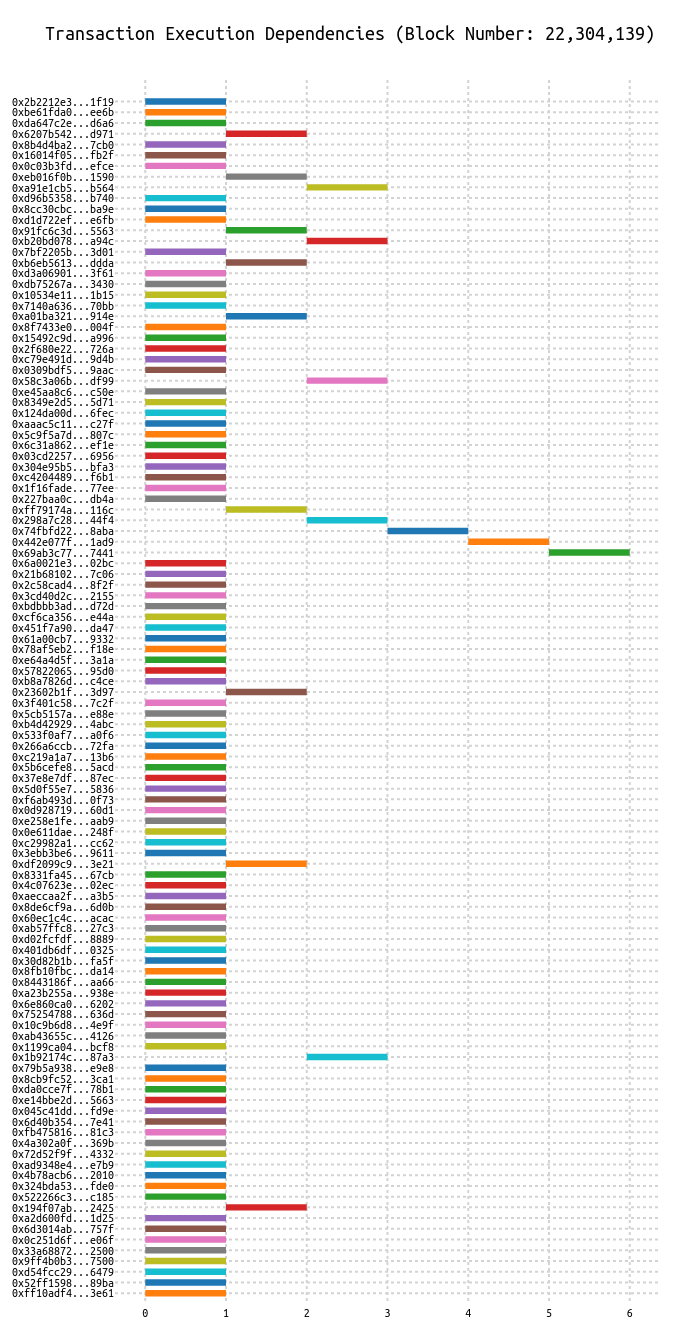 Transaction Execution Dependencies (Block Number: 22,304,139)
0x2b2212e3...1f19
0xbe61fda0...ee6b
0xda647c2e...d6a6
0x6207b542...d971
0x8b4d4ba2...7cb0
0x16014f05...fb2f
0x0c03b3fd...efce
0xeb016f0b...1590
0xa91e1cb5...b564
0xd96b5358...b740
0x8cc30cbc...ba9e
0xd1d722ef...e6fb
0x91fc6c3d...5563
0xb20bd078...a94c
0x7bf2205b...3d01
0xb6eb5613...ddda
0xd3a06901...3f61
0xdb75267a...3430
0x10534e11...1b15
0x7140a636...70bb
0xa01ba321...914e
0x8f7433e0...004f
0x15492c9d...a996
0x2f680e22...726a
0xc79e491d...9d4b
0x0309bdf5...9aac
0x58c3a06b...df99
0xe45aa8c6...c50e
0x8349e2d5...5d71
0x124da00d...6fec
0xaaac5c11...c27f
0x5c9f5a7d...807c
0x6c31a862...ef1e
0x03cd2257...6956
0x304e95b5...bfa3
0xc4204489...f6b1
0x1f16fade...77ee
0x227baa0c...db4a
0xff79174a...116c
0x298a7c28...44f4
0x74fbfd22...8aba
0x442e077f...1ad9
0x69ab3c77...7441
0x6a0021e3...02bc
0x21b68102...7c06
0x2c58cad4...8f2f
0x3cd40d2c...2155
0xbdbbb3ad...d72d
0xcf6ca356...e44a
0x451f7a90...da47
0x61a00cb7...9332
0x78af5eb2...f18e
0xe64a4d5f...3a1a
0x57822065...95d0
0xb8a7826d...c4ce
0x23602b1f...3d97
0x3f401c58...7c2f
0x5cb5157a...e88e
0xb4d42929...4abc
0x533f0af7...a0f6
0x266a6ccb...72fa
0xc219a1a7...13b6
0x5b6cefe8...5acd
0x37e8e7df...87ec
0x5d0f55e7...5836
0xf6ab493d...0f73
0x0d928719...60d1
0xe258e1fe...aab9
0x0e611dae...248f
0xc29982a1...cc62
0x3ebb3be6...9611
0xdf2099c9...3e21
0x8331fa45...67cb
0x4c07623e...02ec
0xaeccaa2f...a3b5
0x8de6cf9a...6d0b
0x60ec1c4c...acac
0xab57ffc8...27c3
0xd02fcfdf...8889
0x401db6df...0325
0x30d82b1b...fa5f
0x8fb10fbc...da14
0x8443186f...aa66
0xa23b255a...938e
0x6e860ca0...6202
0x75254788...636d
0x10c9b6d8...4e9f
0xab43655c...4126
0x1199ca04...bcf8
0x1b92174c...87a3
0x79b5a938...e9e8
0x8cb9fc52...3ca1
0xda0cce7f...78b1
0xe14bbe2d...5663
0x045c41dd...fd9e
0x6d40b354...7e41
0xfb475816...81c3
0x4a302a0f...369b
0x72d52f9f...4332
0xad9348e4...e7b9
0x4b78acb6...2010
0x324bda53...fde0
0x522266c3...c185
0x194f07ab...2425
0xa2d600fd...1d25
0x6d3014ab...757f
0x0c251d6f...e06f
0x33a68872...2500
0x9ff4b0b3...7500
0xd54fcc29...6479
0x52ff1598...89ba
0xff10adf4...3e61
0 1 2 3 4 5 6